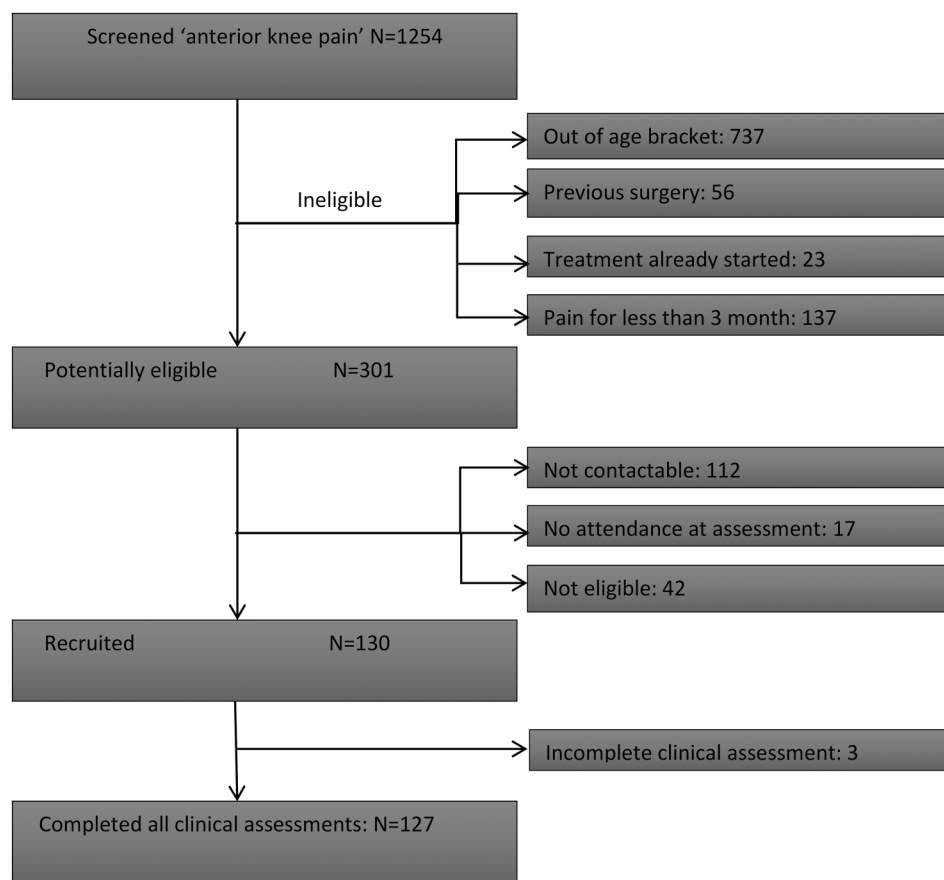 Screened ‘anterior knee pain’ N=1254
Out of age bracket: 737
Previous surgery: 56
Ineligible
Treatment already started: 23
Pain for less than 3 month: 137
Potentially eligible N=301
Not contactable: 112
No attendance at assessment: 17
Not eligible: 42
Recruited N=130
Incomplete clinical assessment: 3
Completed all clinical assessments: N=127